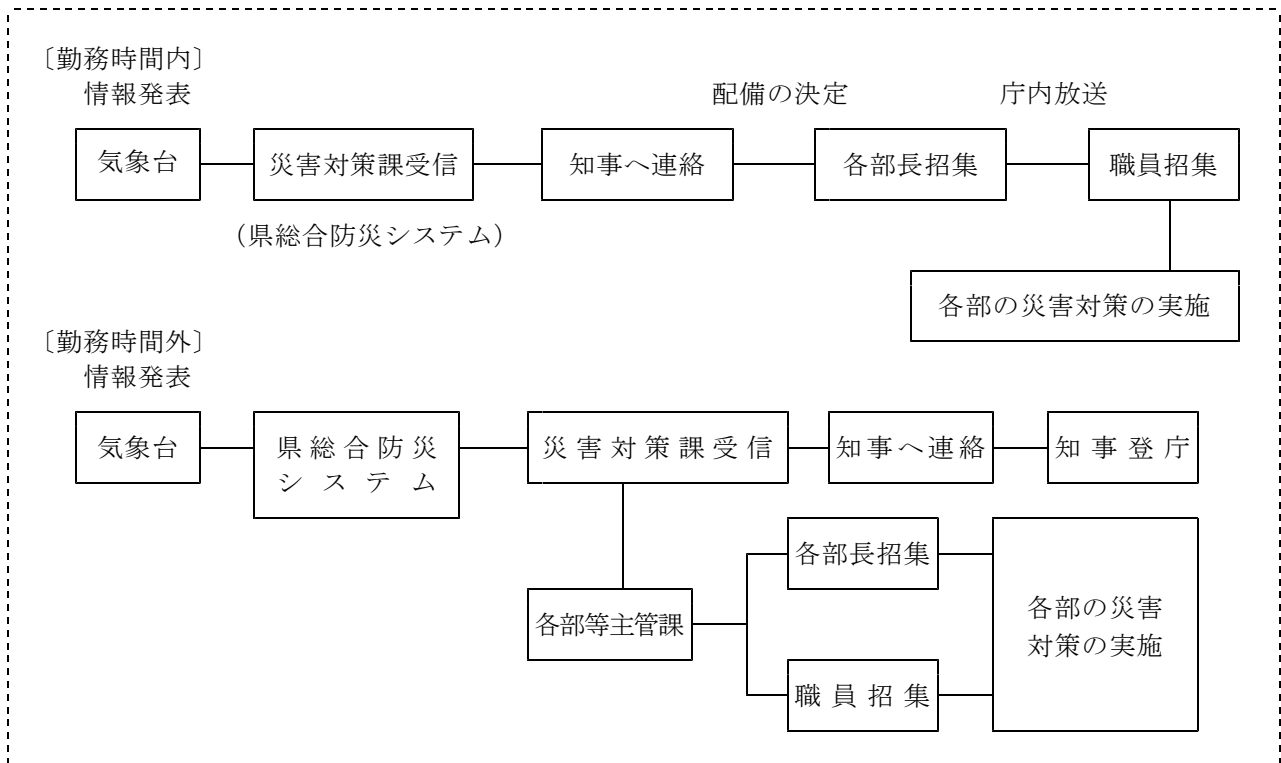 〔勤務時間内〕
情報発表
配備の決定
庁内放送
気象台
災害対策課受信
知事へ連絡
各部長招集
職員招集
（県総合防災システム）
各部の災害対策の実施
〔勤務時間外〕
情報発表
気象台
県総合防災
システム
災害対策課受信
知事へ連絡
知事登庁
各部長招集
各部等主管課
各部の災害
対策の実施
職員招集